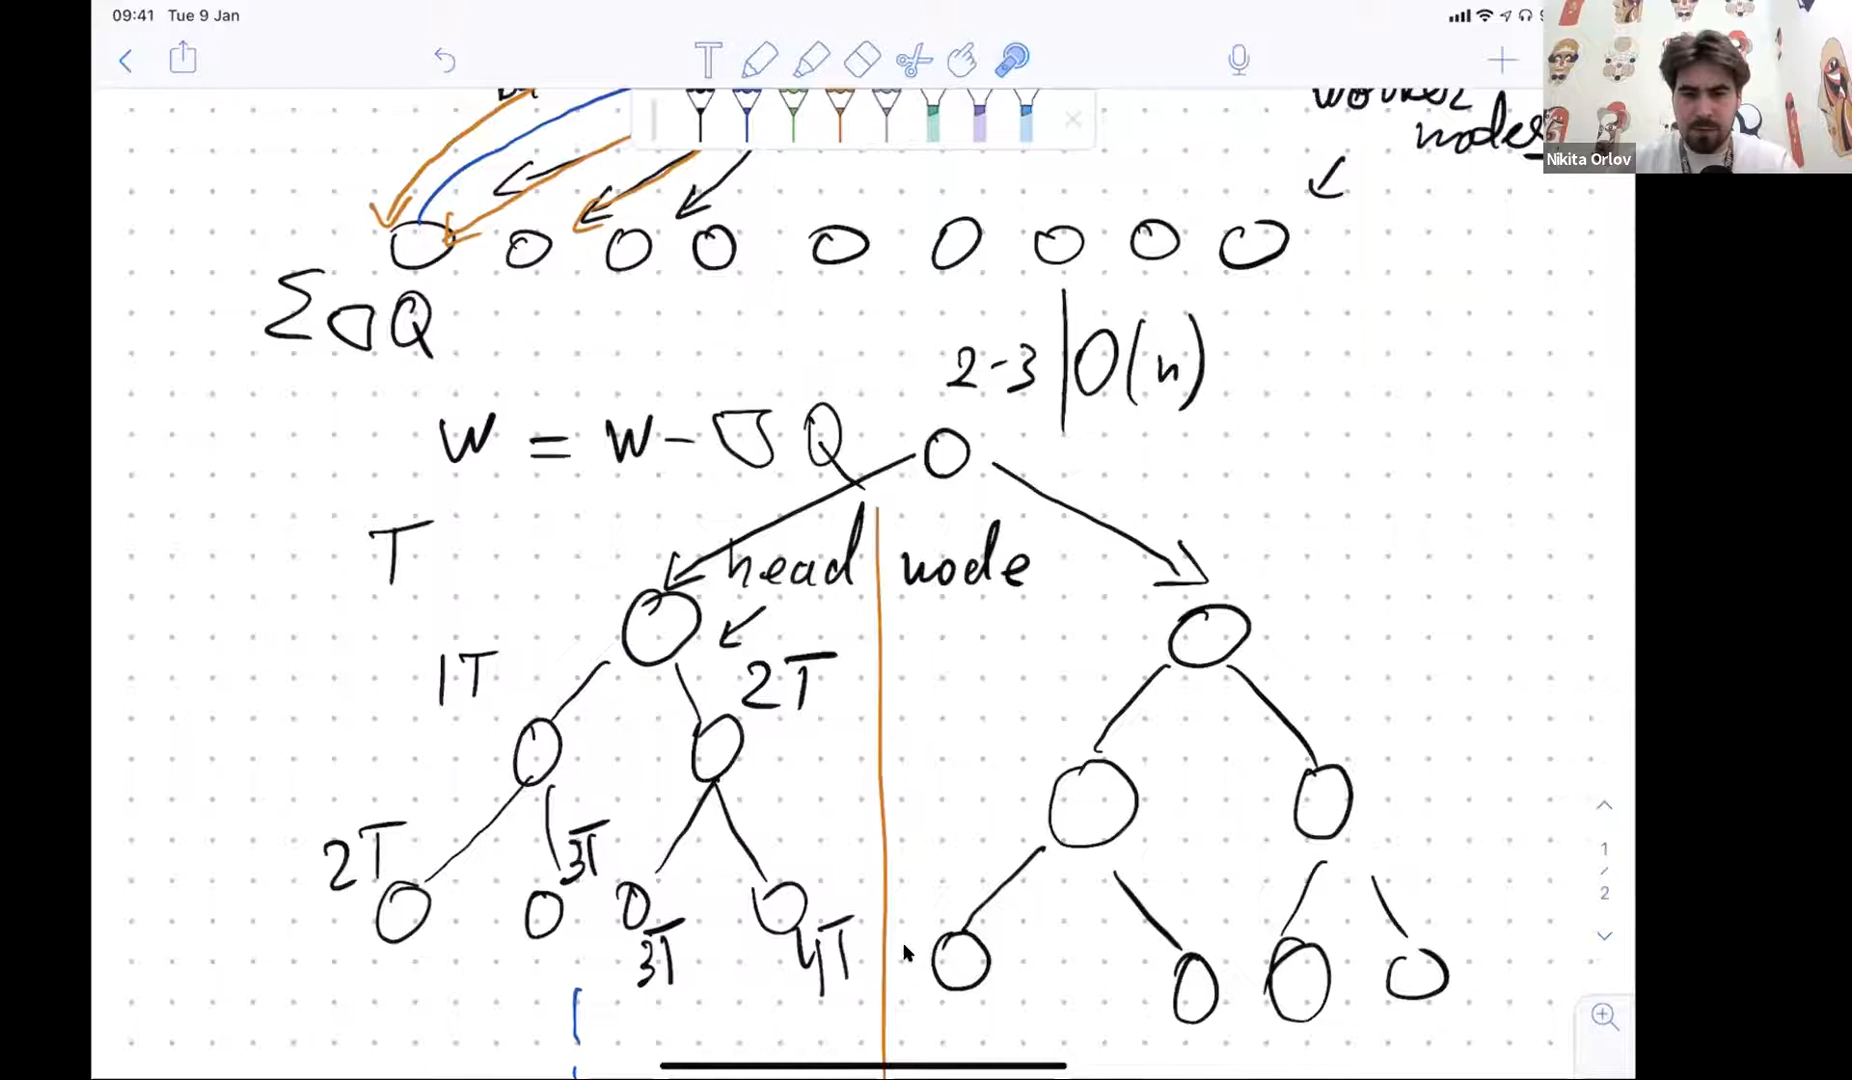 09:41 Tue 9 Jan
worker
nodes
Nikita Orlov
Σ∇Q
2-3 | O(n)
W = W - ∇Q
T
head node
1T
2T
2T
3T
3T
4T
1
2